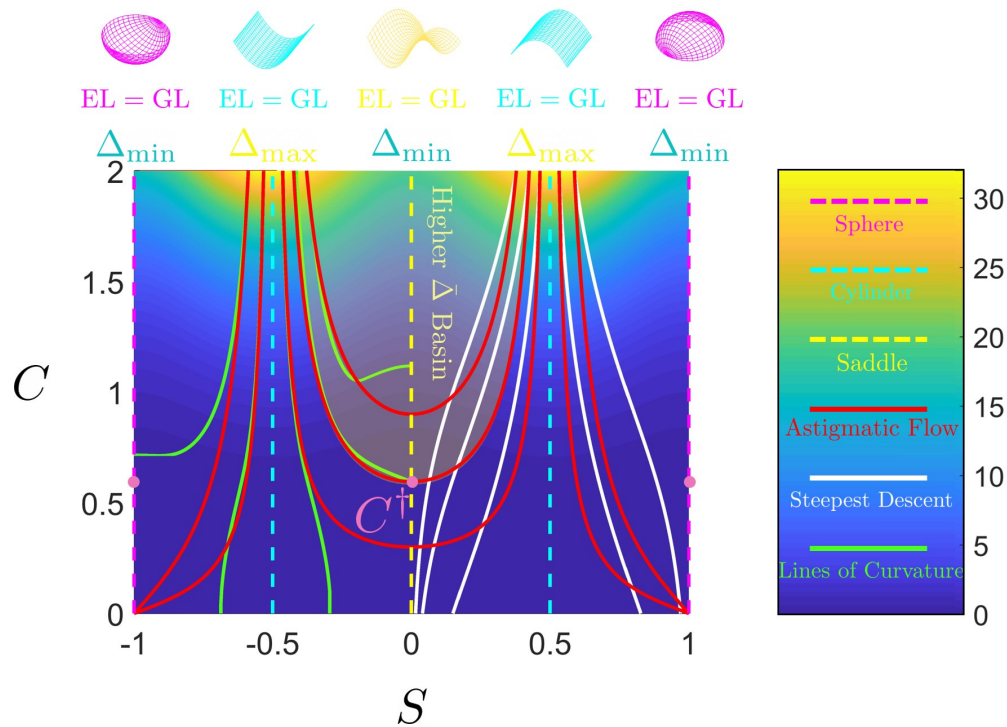 EL = GL EL = GL EL = GL EL = GL EL = GL
Δmin Δmax Δmin Δmax Δmin
2
1.5
1
0.5
0
C
-1 -0.5 0 0.5 1
S
Higher Δ̄ Basin
C†
Sphere
Cylinder
Saddle
Astigmatic Flow
Steepest Descent
Lines of Curvature
30
25
20
15
10
5
0